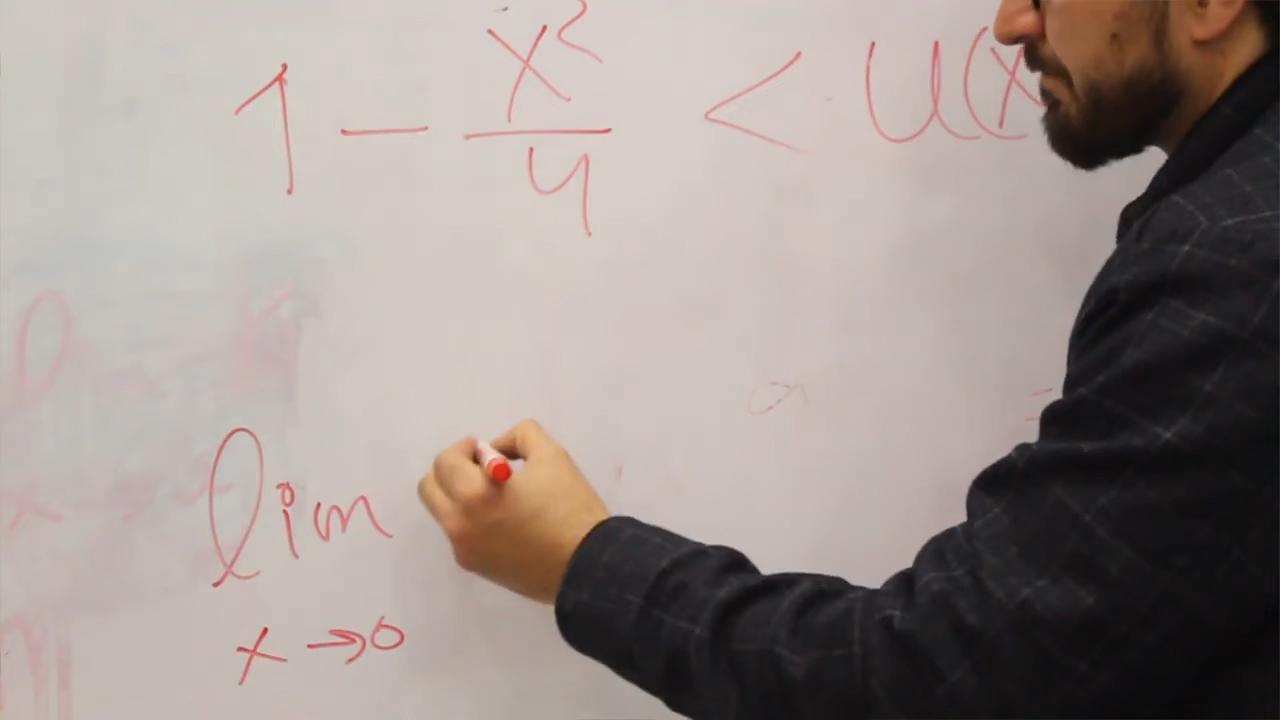 1 - x²/4 < u(x
lim
x → 0